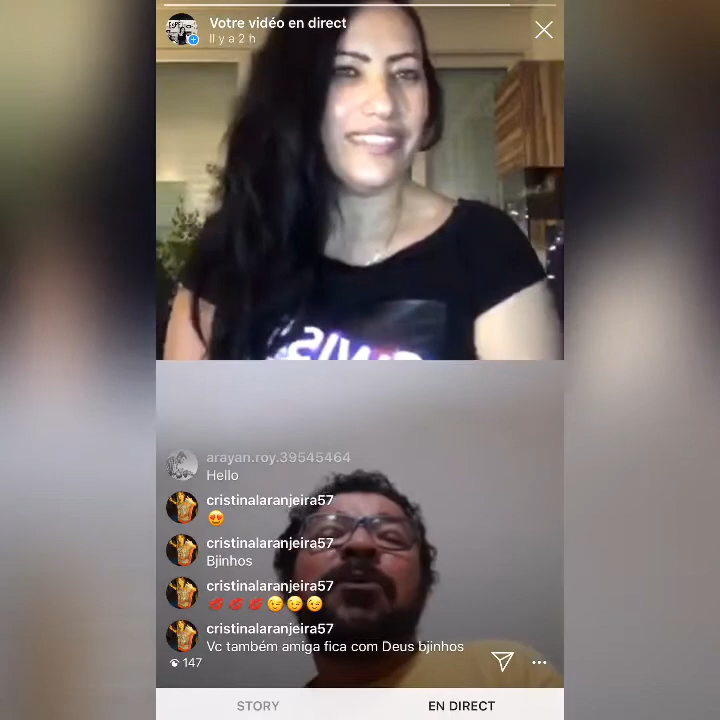 Votre vidéo en direct
Il y a 2 h
arayan.roy.39545464
Hello
cristinalaranjeira57
😍
cristinalaranjeira57
Bjinhos
cristinalaranjeira57
💋💋💋😉😉😉
cristinalaranjeira57
Vc também amiga fica com Deus bjinhos
147
STORY
EN DIRECT